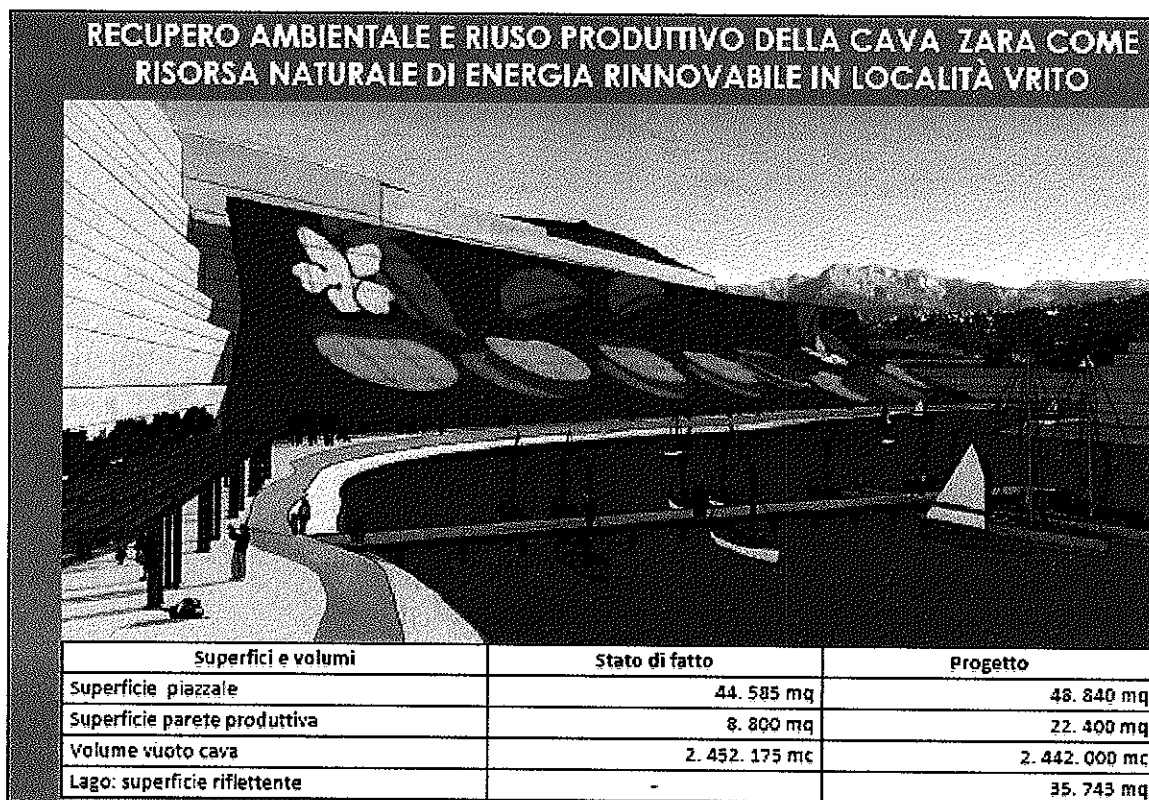 RECUPERO AMBIENTALE E RIUSO PRODUTTIVO DELLA CAVA ZARA COME
RISORSA NATURALE DI ENERGIA RINNOVABILE IN LOCALITÀ VRITO
Superfici e volumi Stato di fatto Progetto
Superficie piazzale 44. 585 mq 48. 840 mq
Superficie parete produttiva 8. 800 mq 22. 400 mq
Volume vuoto cava 2. 452. 175 mc 2. 442. 000 mc
Lago: superficie riflettente - 35. 743 mq